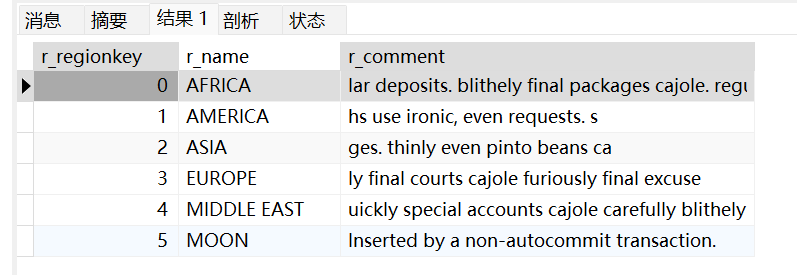 消息 摘要 结果 1 剖析 状态
r_regionkey r_name r_comment
0 AFRICA lar deposits. blithely final packages cajole. regu
1 AMERICA hs use ironic, even requests. s
2 ASIA ges. thinly even pinto beans ca
3 EUROPE ly final courts cajole furiously final excuse
4 MIDDLE EAST uickly special accounts cajole carefully blithely
5 MOON Inserted by a non-autocommit transaction.